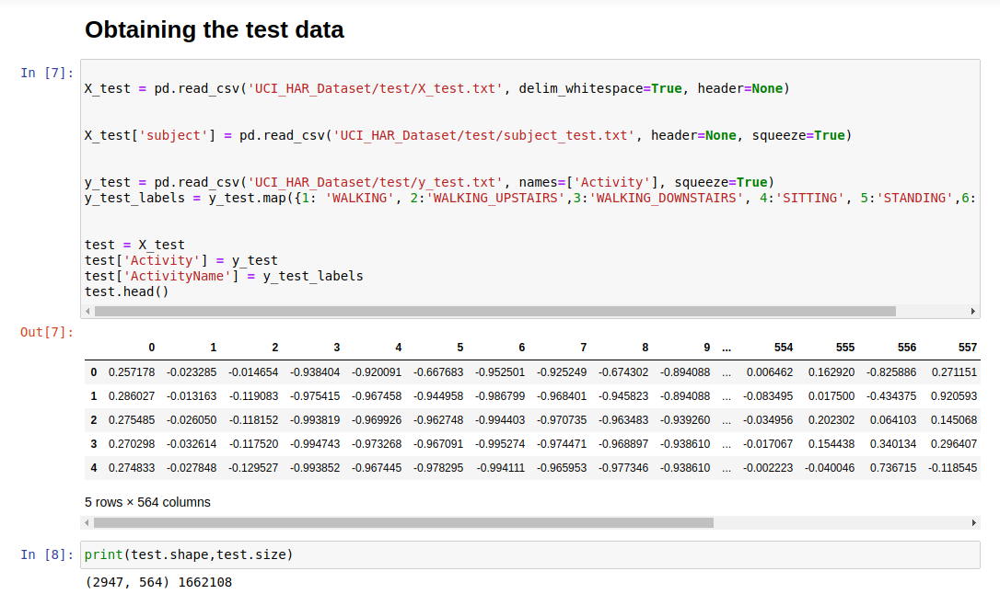 Obtaining the test data
In [7]:
X_test = pd.read_csv('UCI_HAR_Dataset/test/X_test.txt', delim_whitespace=True, header=None)
X_test['subject'] = pd.read_csv('UCI_HAR_Dataset/test/subject_test.txt', header=None, squeeze=True)
y_test = pd.read_csv('UCI_HAR_Dataset/test/y_test.txt', names=['Activity'], squeeze=True)
y_test_labels = y_test.map({1: 'WALKING', 2:'WALKING_UPSTAIRS',3:'WALKING_DOWNSTAIRS', 4:'SITTING', 5:'STANDING',6:
test = X_test
test['Activity'] = y_test
test['ActivityName'] = y_test_labels
test.head()
Out[7]:
0 1 2 3 4 5 6 7 8 9 ... 554 555 556 557
0 0.257178 -0.023285 -0.014654 -0.938404 -0.920091 -0.667683 -0.952501 -0.925249 -0.674302 -0.894088 ... 0.006462 0.162920 -0.825886 0.271151
1 0.286027 -0.013163 -0.119083 -0.975415 -0.967458 -0.944958 -0.986799 -0.968401 -0.945823 -0.894088 ... -0.083495 0.017500 -0.434375 0.920593
2 0.275485 -0.026050 -0.118152 -0.993819 -0.969926 -0.962748 -0.994403 -0.970735 -0.963483 -0.939260 ... -0.034956 0.202302 0.064103 0.145068
3 0.270298 -0.032614 -0.117520 -0.994743 -0.973268 -0.967091 -0.995274 -0.974471 -0.968897 -0.938610 ... -0.017067 0.154438 0.340134 0.296407
4 0.274833 -0.027848 -0.129527 -0.993852 -0.967445 -0.978295 -0.994111 -0.965953 -0.977346 -0.938610 ... -0.002223 -0.040046 0.736715 -0.118545
5 rows × 564 columns
In [8]: print(test.shape,test.size)
(2947, 564) 1662108